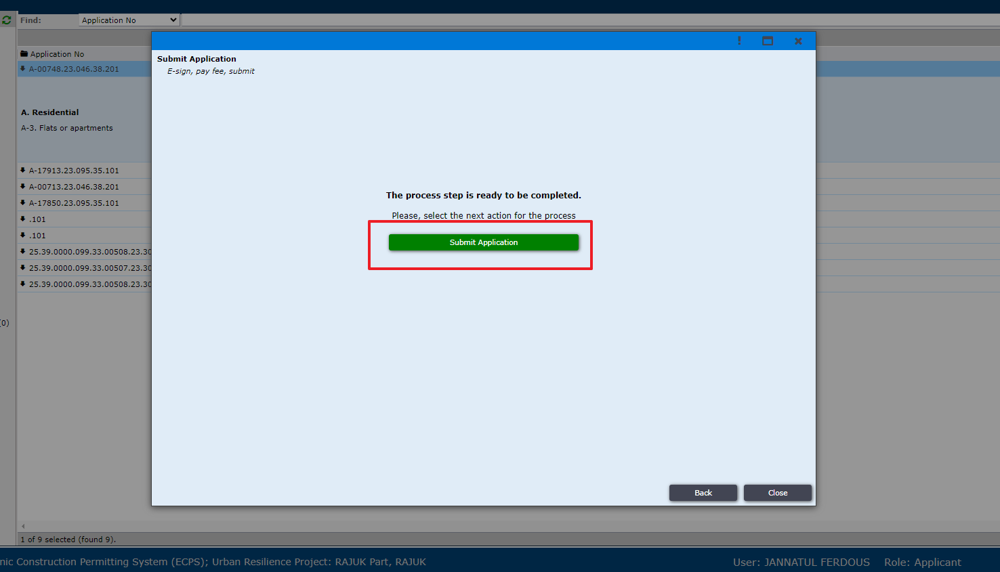 Find:
Application No
Application No
A-00748.23.046.38.201
A. Residential
A-3. Flats or apartments
A-17913.23.095.35.101
A-00713.23.046.38.201
A-17850.23.095.35.101
.101
.101
25.39.0000.099.33.00508.23.30
25.39.0000.099.33.00507.23.30
25.39.0000.099.33.00508.23.30
(0)
Submit Application
E-sign, pay fee, submit
The process step is ready to be completed.
Please, select the next action for the process
Submit Application
Back
Close
1 of 9 selected (found 9).
nic Construction Permitting System (ECPS); Urban Resilience Project: RAJUK Part, RAJUK
User: JANNATUL FERDOUS
Role: Applicant